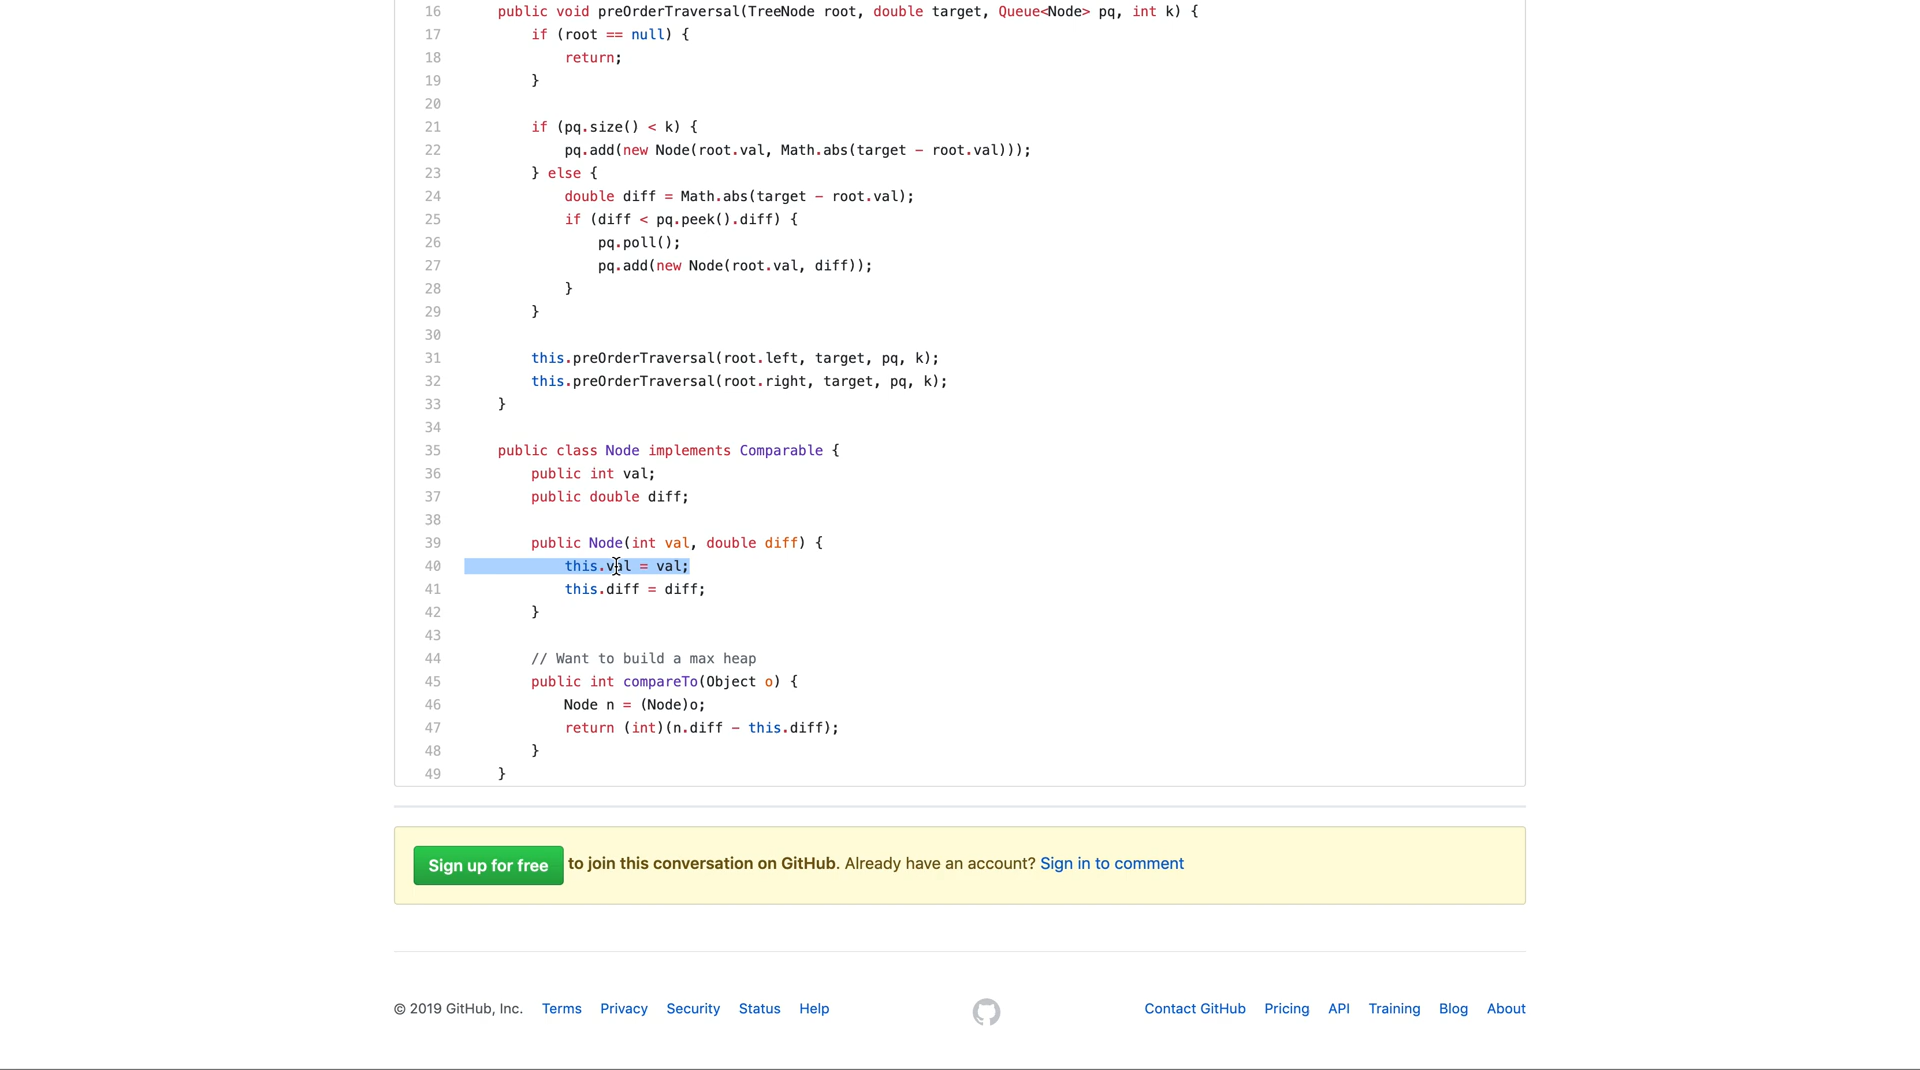 16 public void preOrderTraversal(TreeNode root, double target, Queue<Node> pq, int k) {
17 if (root == null) {
18 return;
19 }
20
21 if (pq.size() < k) {
22 pq.add(new Node(root.val, Math.abs(target - root.val)));
23 } else {
24 double diff = Math.abs(target - root.val);
25 if (diff < pq.peek().diff) {
26 pq.poll();
27 pq.add(new Node(root.val, diff));
28 }
29 }
30
31 this.preOrderTraversal(root.left, target, pq, k);
32 this.preOrderTraversal(root.right, target, pq, k);
33 }
34
35 public class Node implements Comparable {
36 public int val;
37 public double diff;
38
39 public Node(int val, double diff) {
40 this.val = val;
41 this.diff = diff;
42 }
43
44 // Want to build a max heap
45 public int compareTo(Object o) {
46 Node n = (Node)o;
47 return (int)(n.diff - this.diff);
48 }
49 }
Sign up for free to join this conversation on GitHub. Already have an account? Sign in to comment
© 2019 GitHub, Inc. Terms Privacy Security Status Help Contact GitHub Pricing API Training Blog About